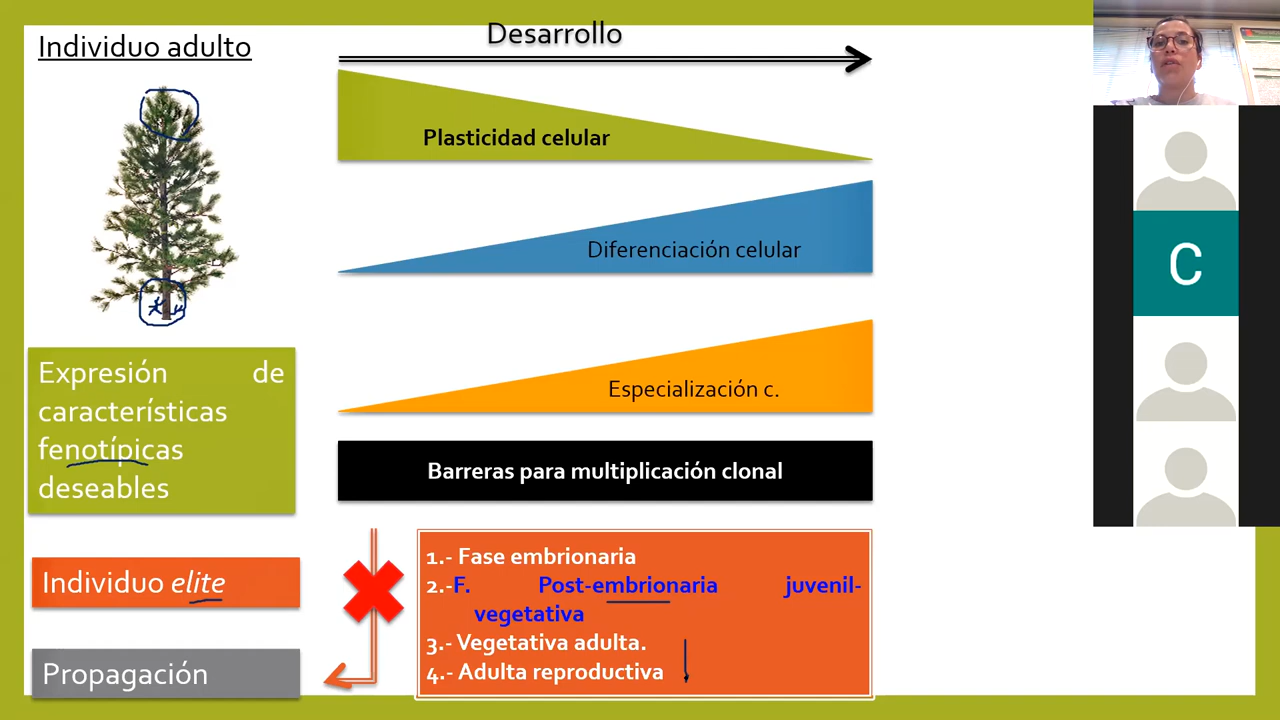 Individuo adulto
Desarrollo
Plasticidad celular
Diferenciación celular
Especialización c.
Barreras para multiplicación clonal
Expresión de
características
fenotípicas
deseables
Individuo elite
Propagación
1.- Fase embrionaria
2.-F. Post-embrionaria juvenil-
vegetativa
3.- Vegetativa adulta.
4.- Adulta reproductiva
C